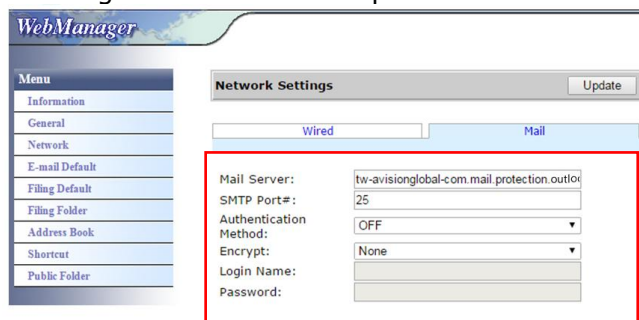 WebManager
Menu
Information
General
Network
E-mail Default
Filing Default
Filing Folder
Address Book
Shortcut
Public Folder
Network Settings
Update
Wired
Mail
Mail Server: tw-avisionglobal-com.mail.protection.outloo
SMTP Port#: 25
Authentication
Method: OFF
Encrypt: None
Login Name:
Password: